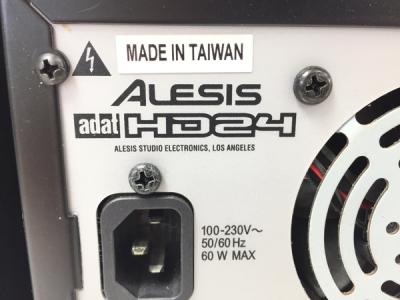 MADE IN TAIWAN
ALESIS
adat HD24
ALESIS STUDIO ELECTRONICS, LOS ANGELES
100-230V~
50/60 Hz
60 W MAX